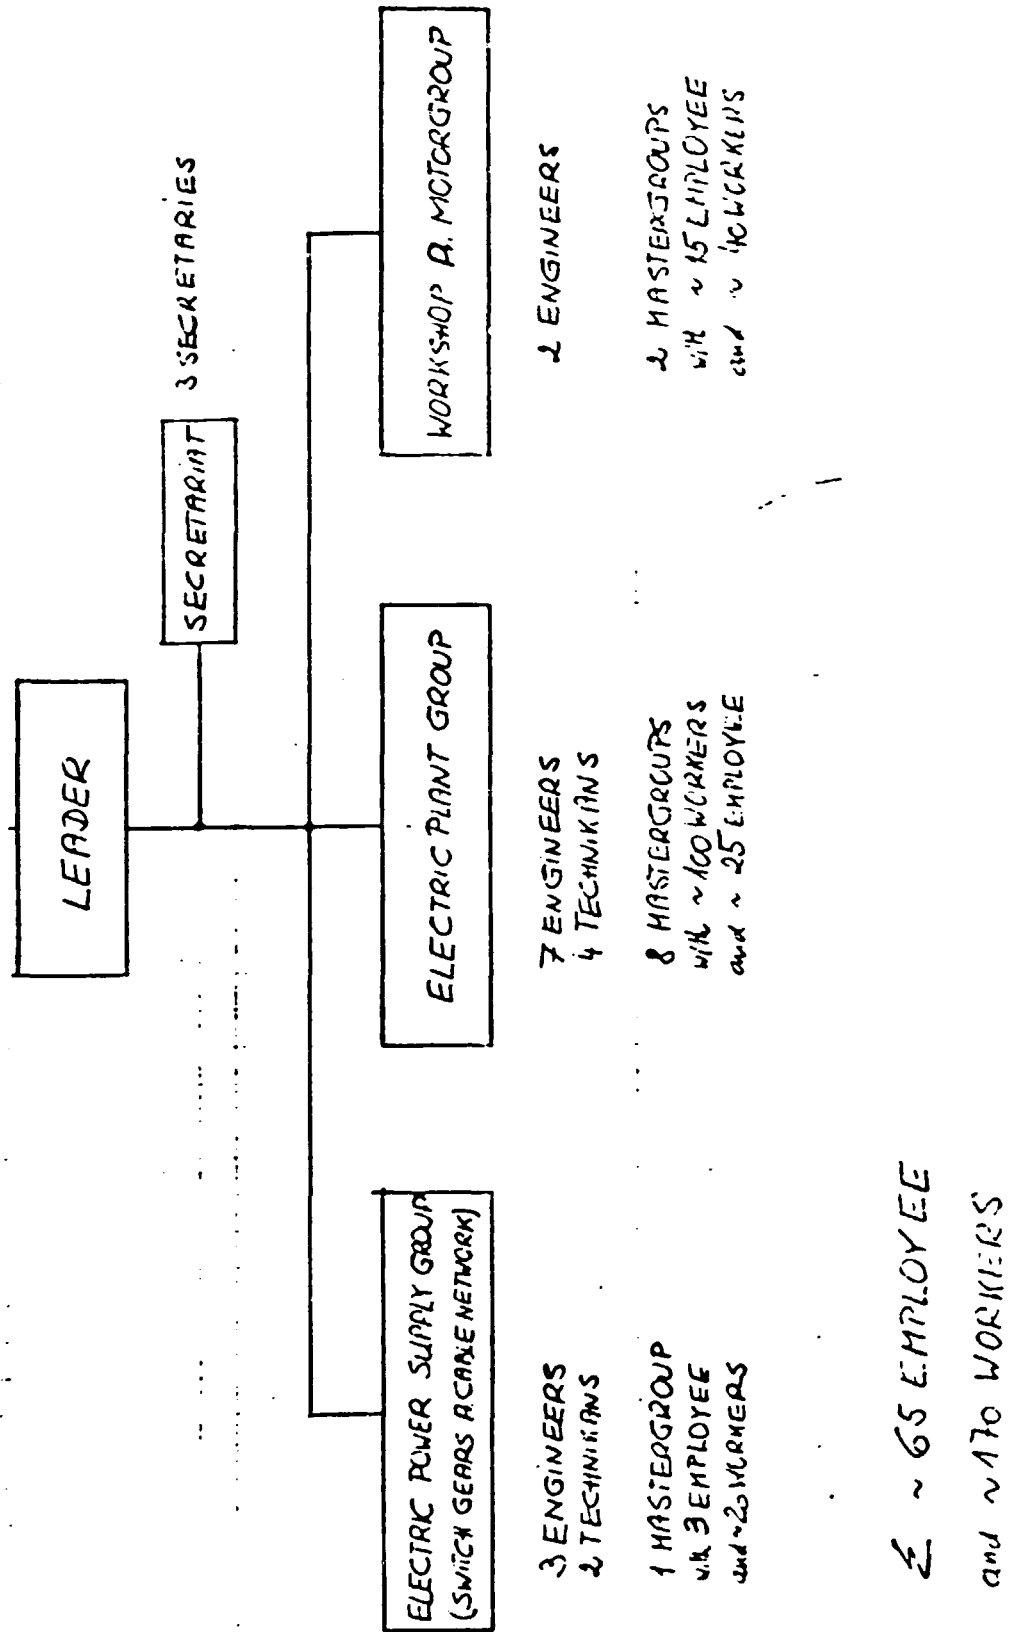 LEADER
SECRETARIAT
3 SECRETARIES
ELECTRIC POWER SUPPLY GROUP
(SWITCH GEARS A. CABLE NETWORK)
3 ENGINEERS
2 TECHNIKANS
1 MASTERGROUP
with 3 EMPLOYEE
and ~20 WORKERS
ELECTRIC PLANT GROUP
7 ENGINEERS
4 TECHNIKANS
8 MASTERGROUPS
with ~100 WORKERS
and ~25 EMPLOYEE
WORKSHOP A. MOTORGROUP
2 ENGINEERS
2 MASTERGROUPS
with ~15 EMPLOYEE
and ~40 WORKERS
Σ ~65 EMPLOYEE
and ~170 WORKERS